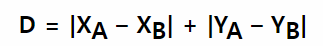 D = |XA − XB| + |YA − YB|